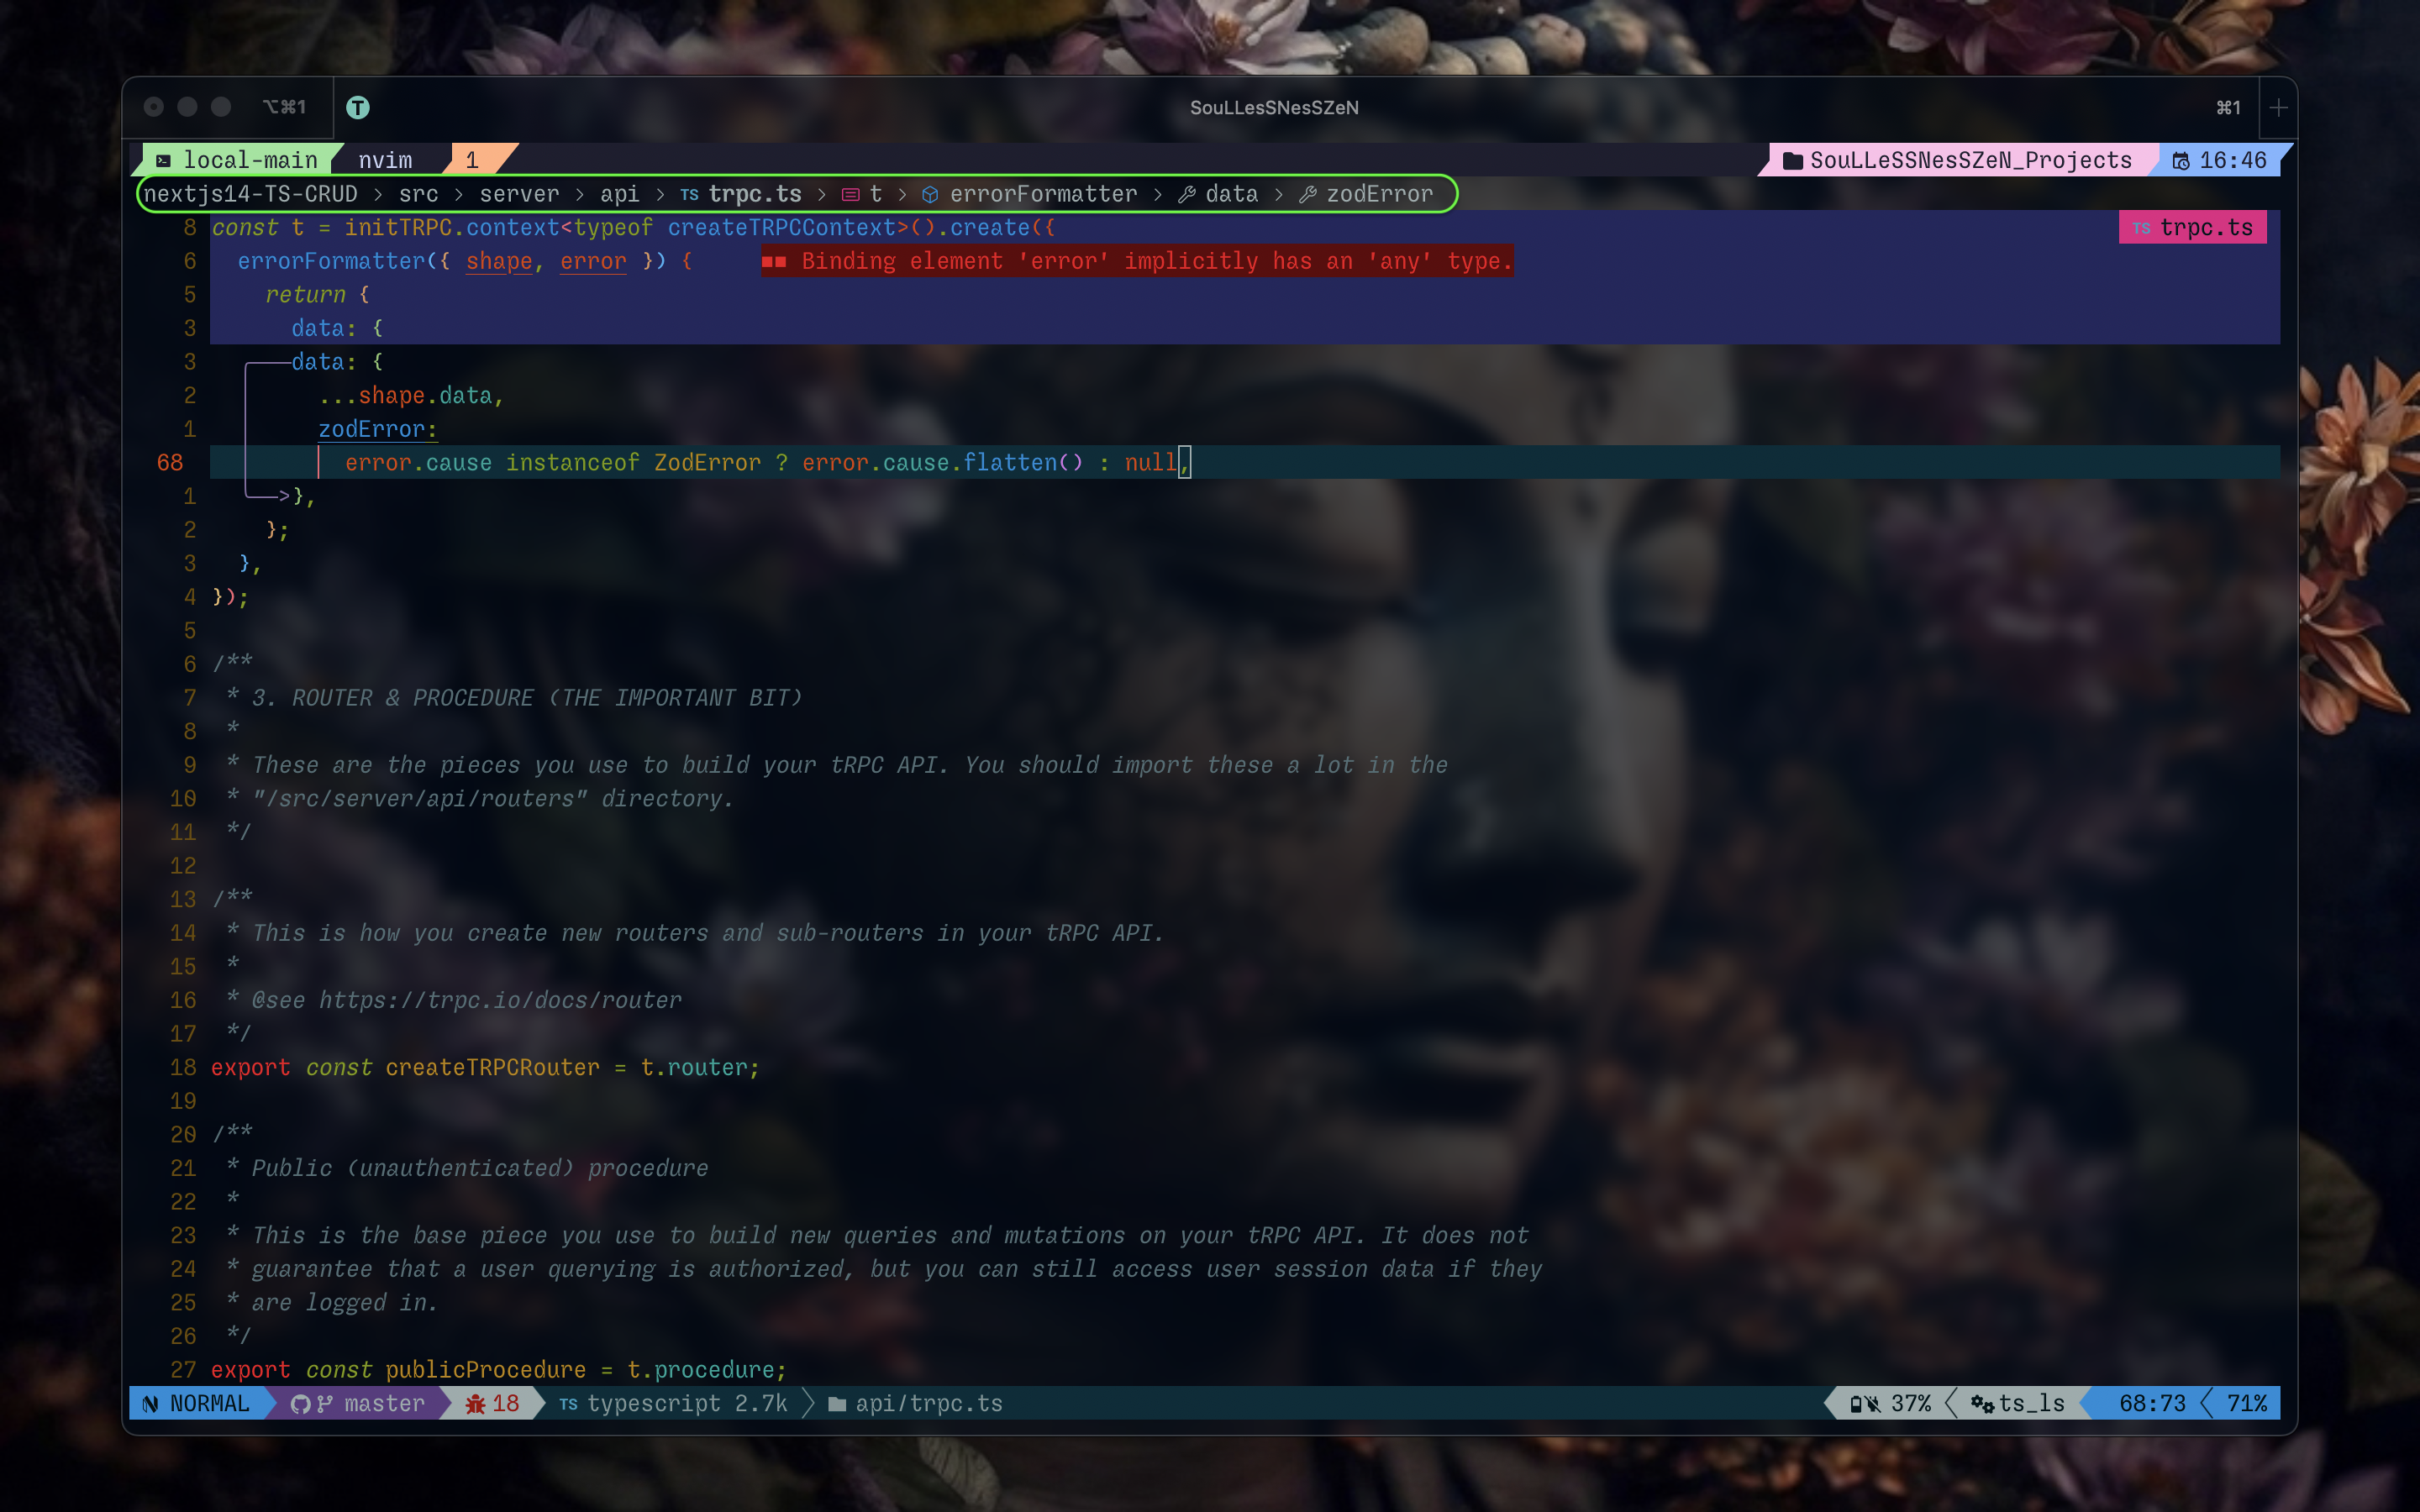 ⌥⌘1 T SouLLesSNesSZeN ⌘1 +
local-main nvim 1 SouLLeSSNesSZeN_Projects 16:46
nextjs14-TS-CRUD > src > server > api > TS trpc.ts > t > errorFormatter > data > zodError
8 const t = initTRPC.context<typeof createTRPCContext>().create({ TS trpc.ts
6 errorFormatter({ shape, error }) { ■■ Binding element 'error' implicitly has an 'any' type.
5 return {
3 data: {
3 data: {
2 ...shape.data,
1 zodError:
68 error.cause instanceof ZodError ? error.cause.flatten() : null,
1 >},
2 };
3 },
4 });
5
6 /**
7 * 3. ROUTER & PROCEDURE (THE IMPORTANT BIT)
8 *
9 * These are the pieces you use to build your tRPC API. You should import these a lot in the
10 * "/src/server/api/routers" directory.
11 */
12
13 /**
14 * This is how you create new routers and sub-routers in your tRPC API.
15 *
16 * @see https://trpc.io/docs/router
17 */
18 export const createTRPCRouter = t.router;
19
20 /**
21 * Public (unauthenticated) procedure
22 *
23 * This is the base piece you use to build new queries and mutations on your tRPC API. It does not
24 * guarantee that a user querying is authorized, but you can still access user session data if they
25 * are logged in.
26 */
27 export const publicProcedure = t.procedure;
NORMAL master 18 TS typescript 2.7k api/trpc.ts 37% ts_ls 68:73 71%